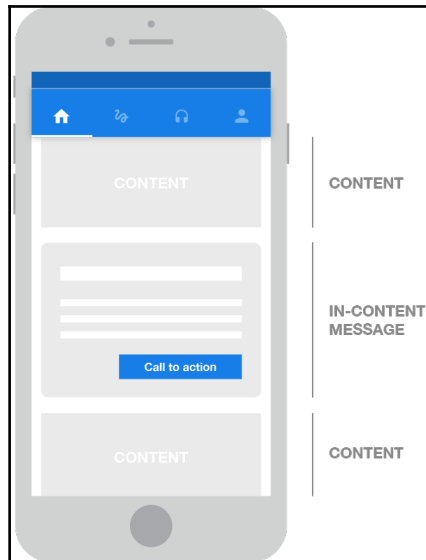 CONTENT
CONTENT
IN-CONTENT
MESSAGE
Call to action
CONTENT
CONTENT